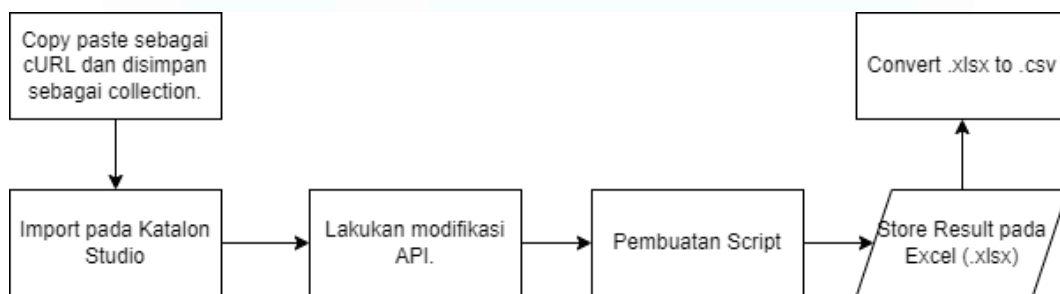 Copy paste sebagai
cURL dan disimpan
sebagai collection.
Import pada Katalon
Studio
Lakukan modifikasi
API.
Pembuatan Script
Store Result pada
Excel (.xlsx)
Convert .xlsx to .csv